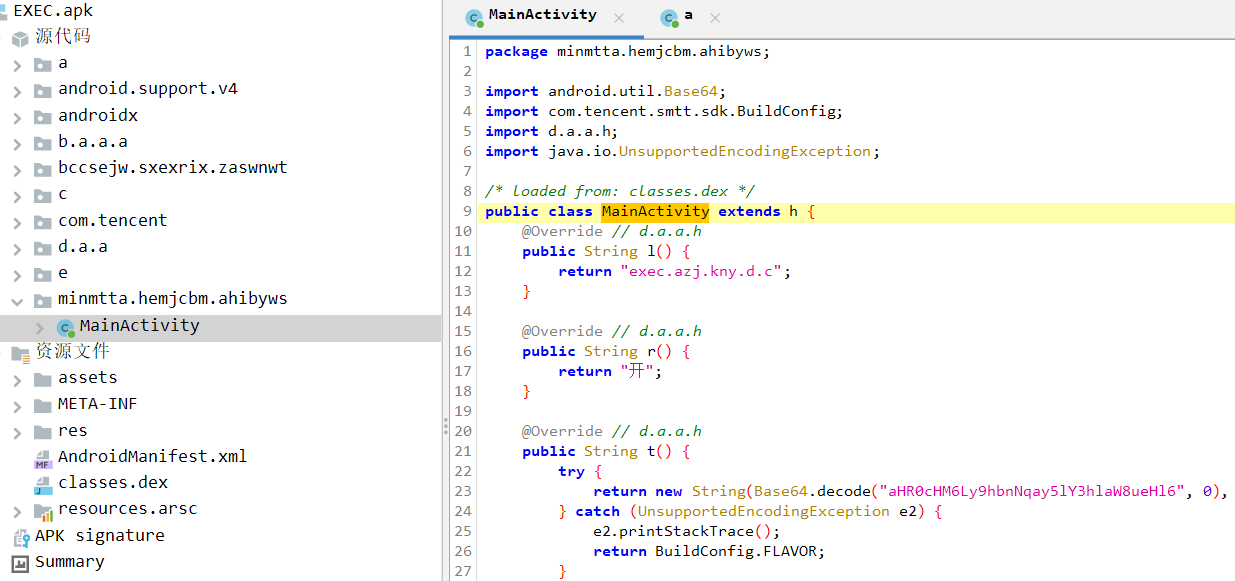 EXEC.apk
源代码
a
android.support.v4
androidx
b.a.a.a
bccsejw.sxexrix.zaswnwt
c
com.tencent
d.a.a
e
minmtta.hemjcbm.ahibyws
MainActivity
资源文件
assets
META-INF
res
AndroidManifest.xml
classes.dex
resources.arsc
APK signature
Summary
MainActivity
a
1 package minmtta.hemjcbm.ahibyws;
2
3 import android.util.Base64;
4 import com.tencent.smtt.sdk.BuildConfig;
5 import d.a.a.h;
6 import java.io.UnsupportedEncodingException;
7
8 /* loaded from: classes.dex */
9 public class MainActivity extends h {
10 @Override // d.a.a.h
11 public String l() {
12 return "exec.azj.kny.d.c";
13 }
14
15 @Override // d.a.a.h
16 public String r() {
17 return "开";
18 }
19
20 @Override // d.a.a.h
21 public String t() {
22 try {
23 return new String(Base64.decode("aHR0cHM6Ly9hbnNqay5lY3hlaW8ueHl6", 0),
24 } catch (UnsupportedEncodingException e2) {
25 e2.printStackTrace();
26 return BuildConfig.FLAVOR;
27 }